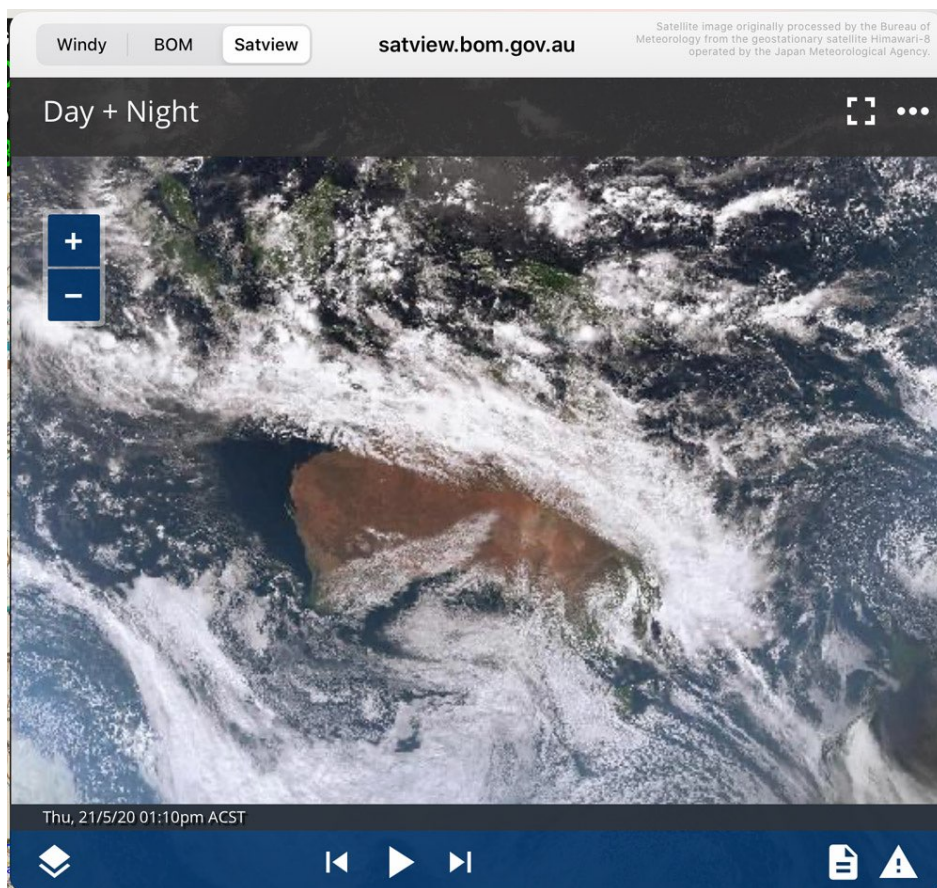 Windy
BOM
Satview
satview.bom.gov.au
Satellite image originally processed by the Bureau of
Meteorology from the geostationary satellite Himawari-8
operated by the Japan Meteorological Agency.
Day + Night
+
−
Thu, 21/5/20 01:10pm ACST